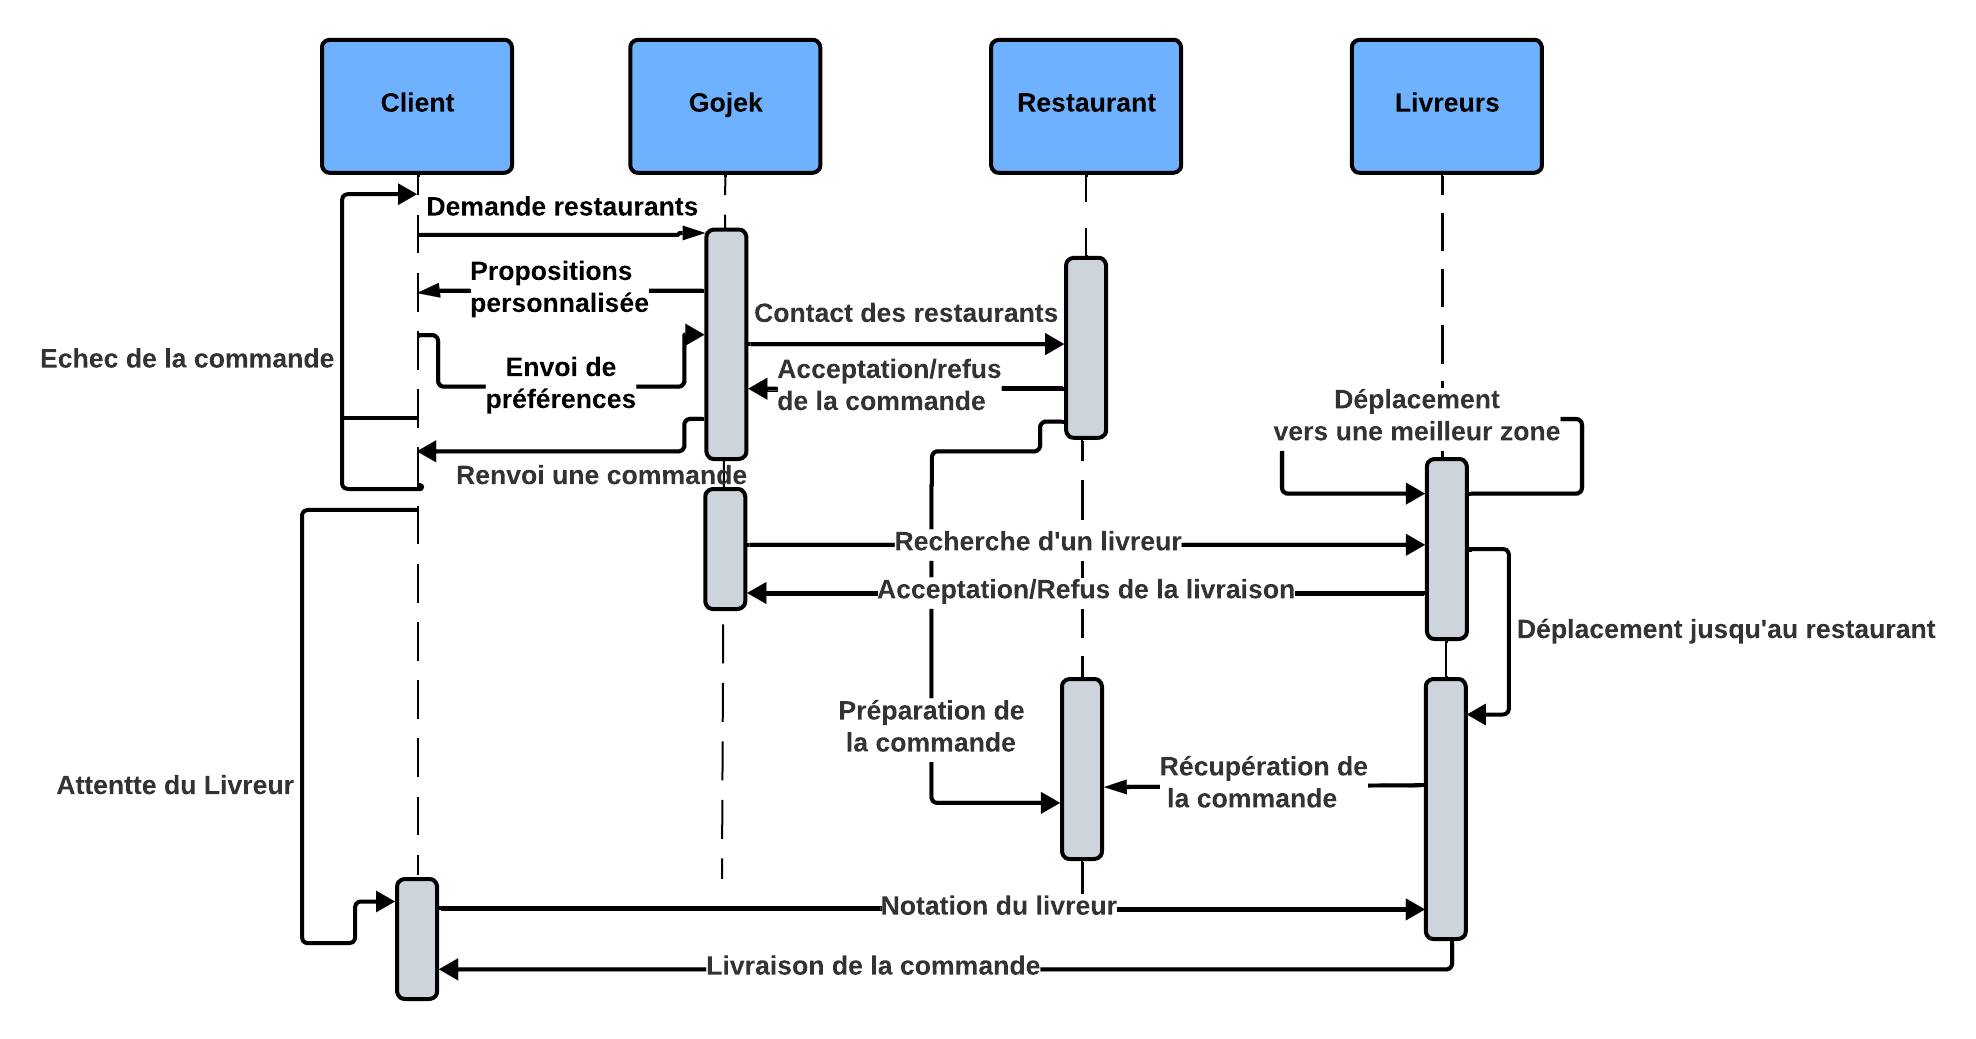 Client
Gojek
Restaurant
Livreurs
Demande restaurants
Propositions
personnalisée
Contact des restaurants
Echec de la commande
Envoi de
préférences
Acceptation/refus
de la commande
Déplacement
vers une meilleur zone
Renvoi une commande
Recherche d'un livreur
Acceptation/Refus de la livraison
Déplacement jusqu'au restaurant
Préparation de
la commande
Récupération de
la commande
Attentte du Livreur
Notation du livreur
Livraison de la commande